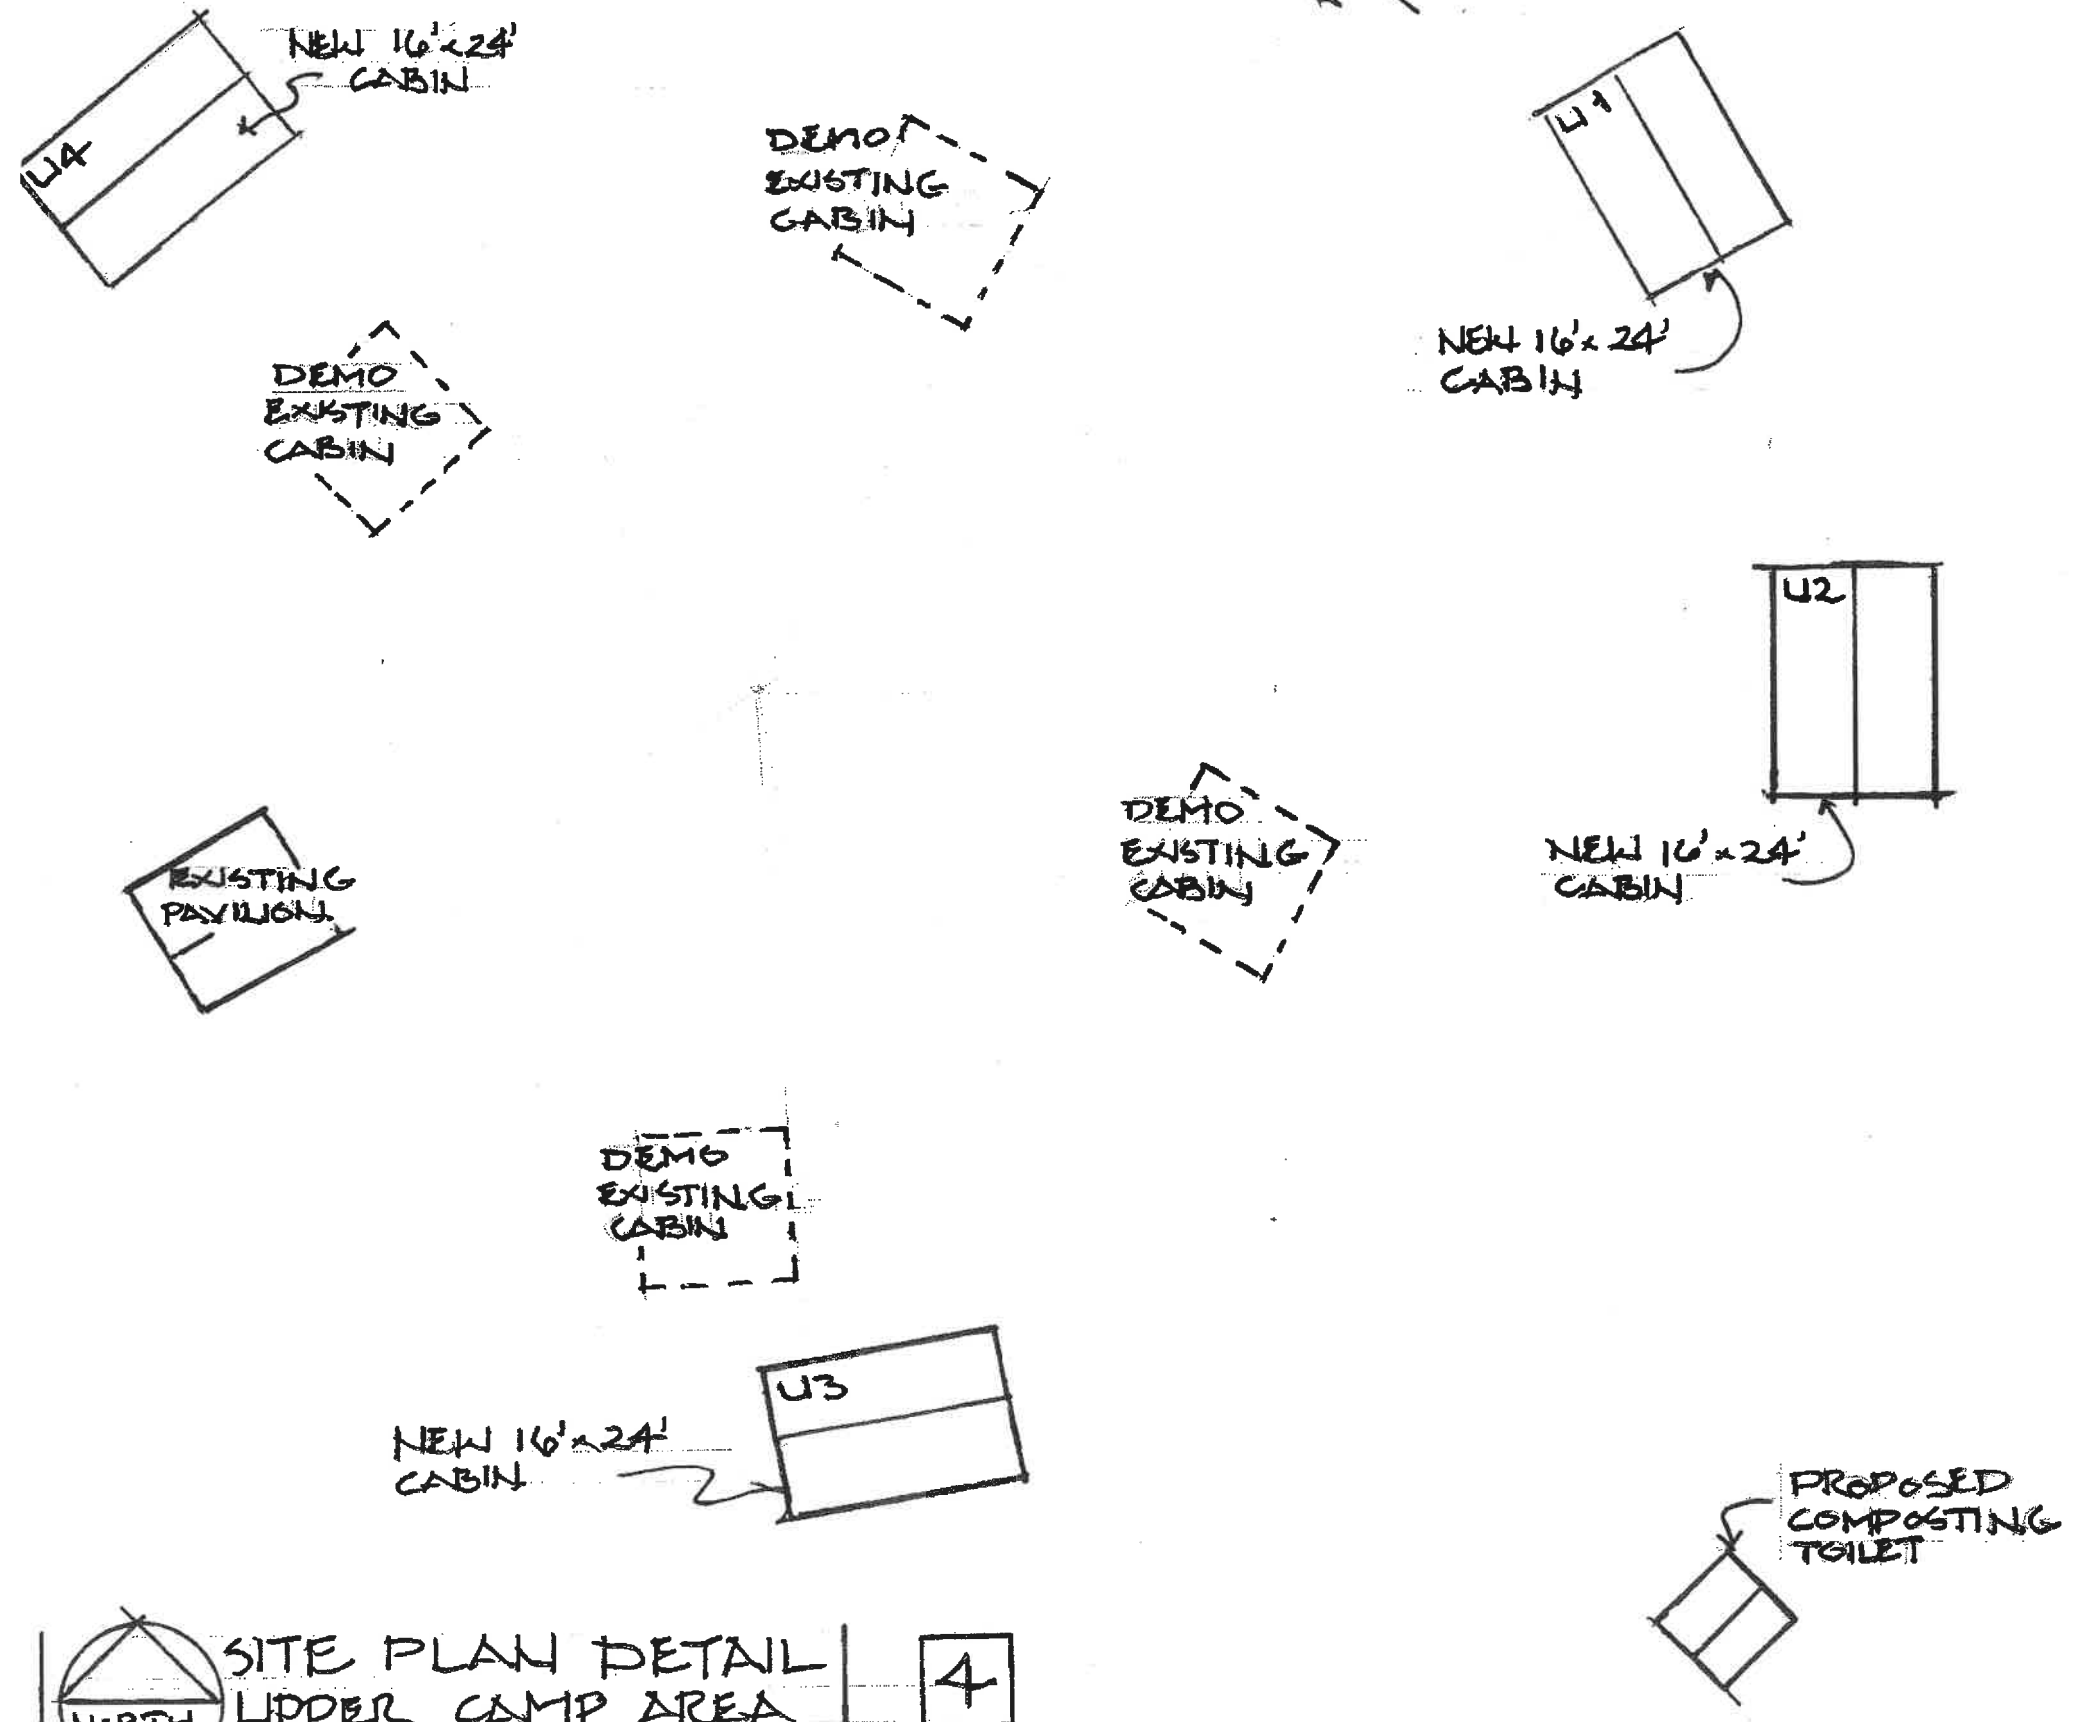 NEW 16'x24'
CABIN
U4
DEMO
EXISTING
CABIN
U1
NEW 16'x 24'
CABIN
DEMO
EXISTING
CABIN
U2
NEW 16'x24'
CABIN
DEMO
EXISTING
CABIN
EXISTING
PAVILION
DEMO
EXISTING
CABIN
U3
NEW 16'x24'
CABIN
PROPOSED
COMPOSTING
TOILET
SITE PLAN DETAIL
UPPER CAMP AREA
NORTH
4